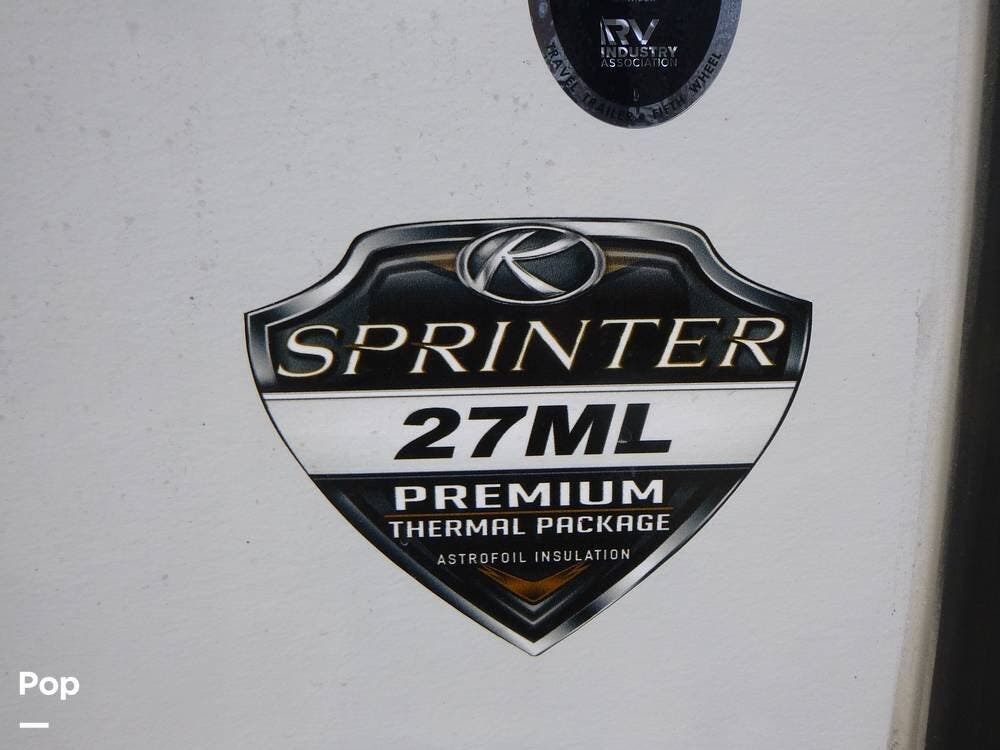 RV
INDUSTRY
ASSOCIATION
TRAVEL TRAILER & FIFTH WHEEL
K
SPRINTER
27ML
PREMIUM
THERMAL PACKAGE
ASTROFOIL INSULATION
Pop